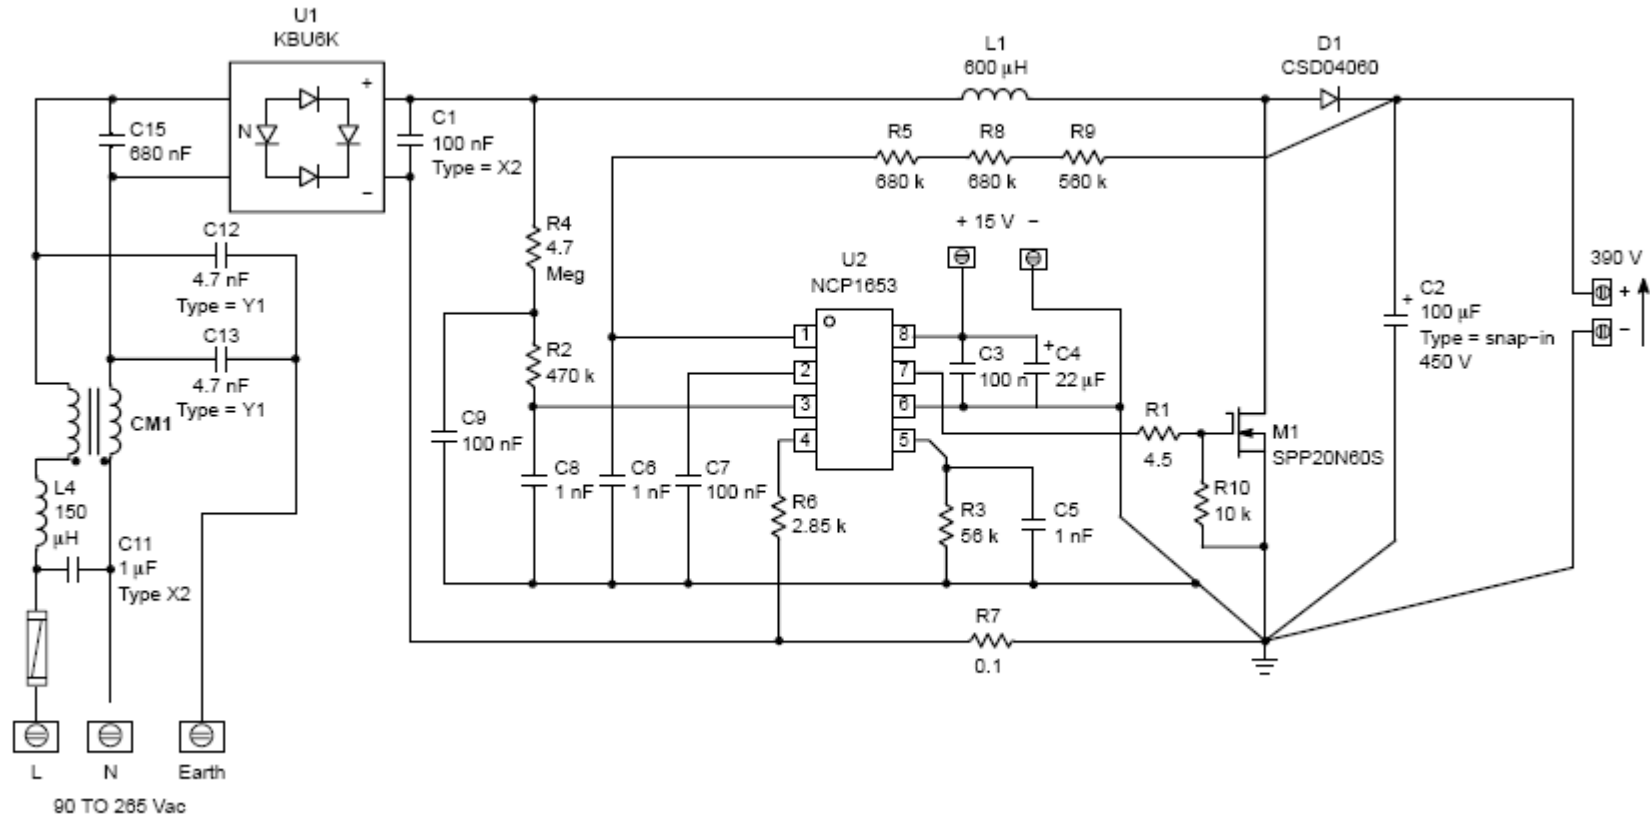 U1
KBU6K
+
N
−
C15
680 nF
C1
100 nF
Type = X2
L1
600 µH
D1
CSD04060
R5
680 k
R8
680 k
R9
560 k
C12
4.7 nF
Type = Y1
C13
4.7 nF
Type = Y1
CM1
L4
150
µH
C11
1 µF
Type X2
L
N
Earth
90 TO 265 Vac
R4
4.7
Meg
R2
470 k
C9
100 nF
C8
1 nF
C6
1 nF
C7
100 nF
+ 15 V −
U2
NCP1653
1
2
3
4
8
7
6
5
C3
100 n
+
C4
22 µF
R6
2.85 k
R3
56 k
C5
1 nF
R7
0.1
R1
4.5
M1
SPP20N60S
R10
10 k
+
C2
100 µF
Type = snap−in
450 V
390 V
+
−